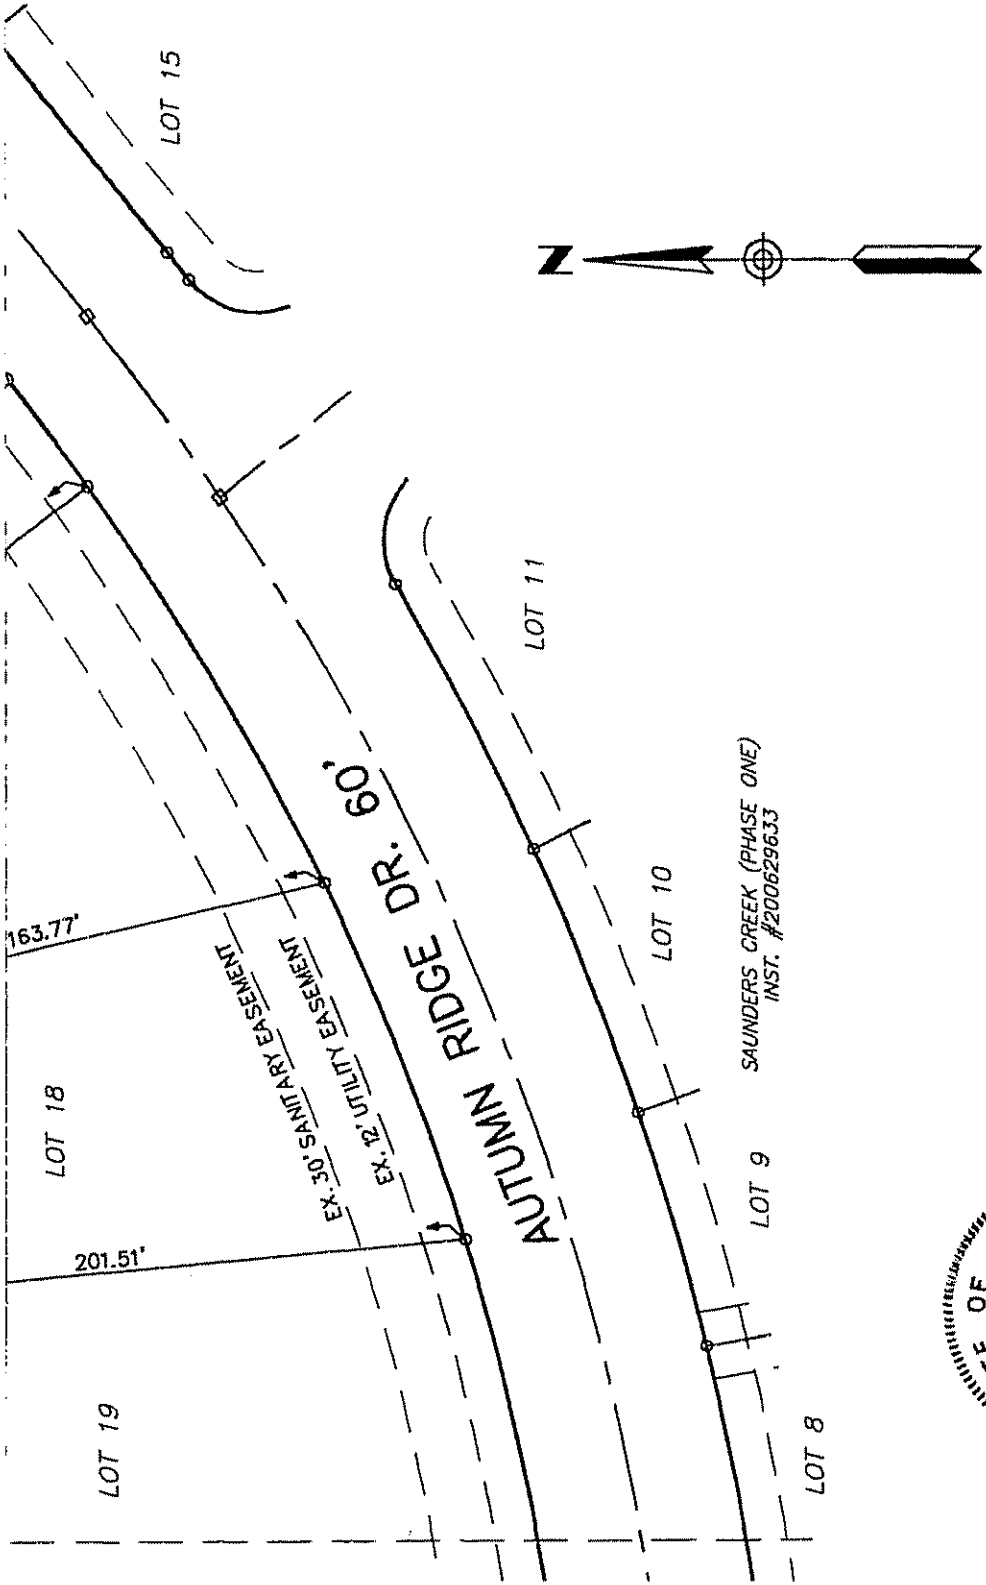 LOT 15
N
LOT 11
163.77'
EX. 30' SANITARY EASEMENT
EX. 12' UTILITY EASEMENT
AUTUMN RIDGE DR. 60'
LOT 10
SAUNDERS CREEK (PHASE ONE)
INST. #200629633
LOT 18
201.51'
LOT 9
LOT 19
LOT 8
OF